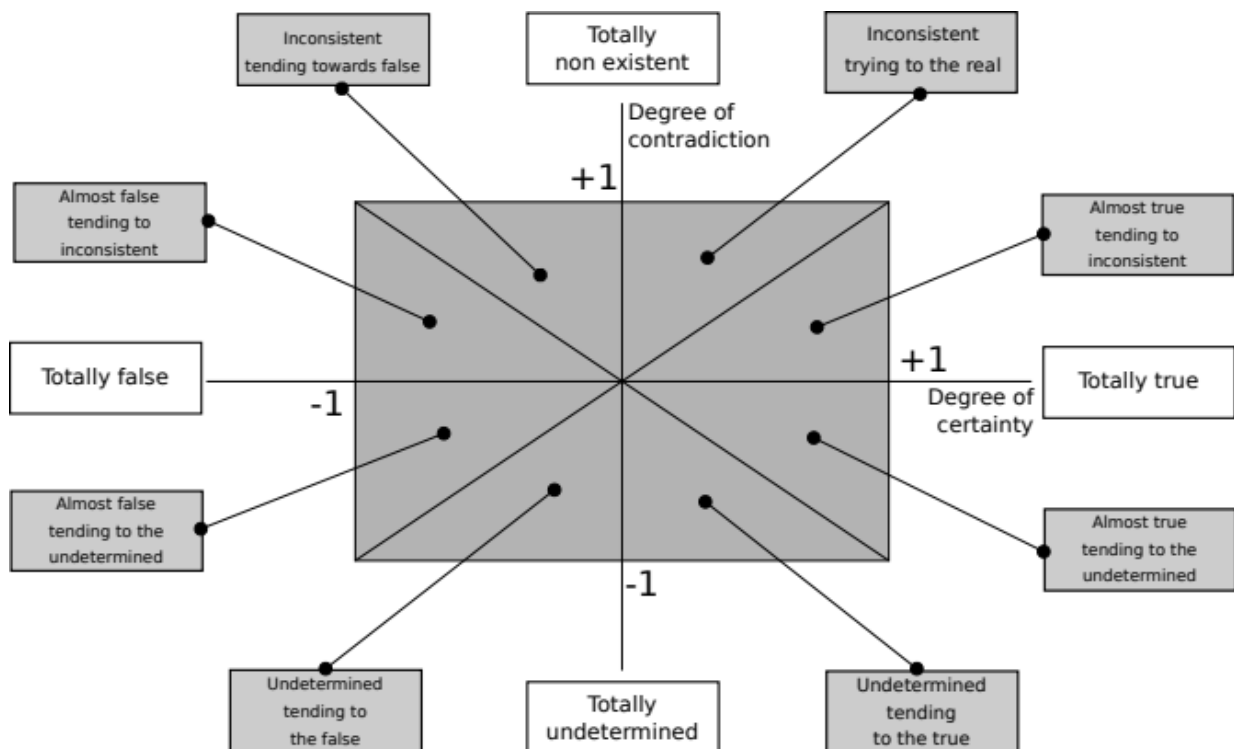 Inconsistent
tending towards false
Totally
non existent
Inconsistent
trying to the real
Degree of
contradiction
+1
Almost false
tending to
inconsistent
Almost true
tending to
inconsistent
Totally false
-1
+1
Degree of
certainty
Totally true
Almost false
tending to the
undetermined
Almost true
tending to the
undetermined
-1
Undetermined
tending to
the false
Totally
undetermined
Undetermined
tending
to the true